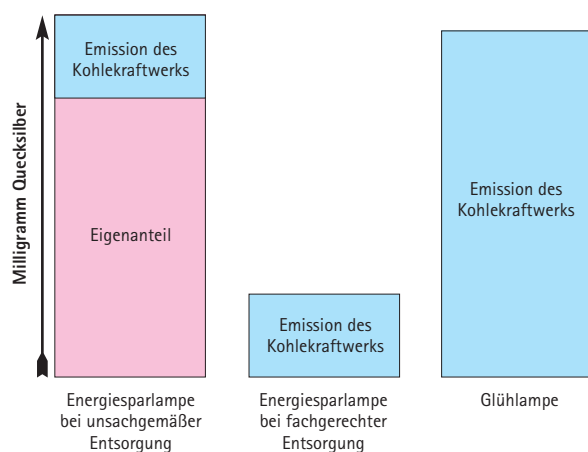 Milligramm Quecksilber
Emission des
Kohlekraftwerks
Eigenanteil
Emission des
Kohlekraftwerks
Emission des
Kohlekraftwerks
Energiesparlampe
bei unsachgemäßer
Entsorgung
Energiesparlampe
bei fachgerechter
Entsorgung
Glühlampe